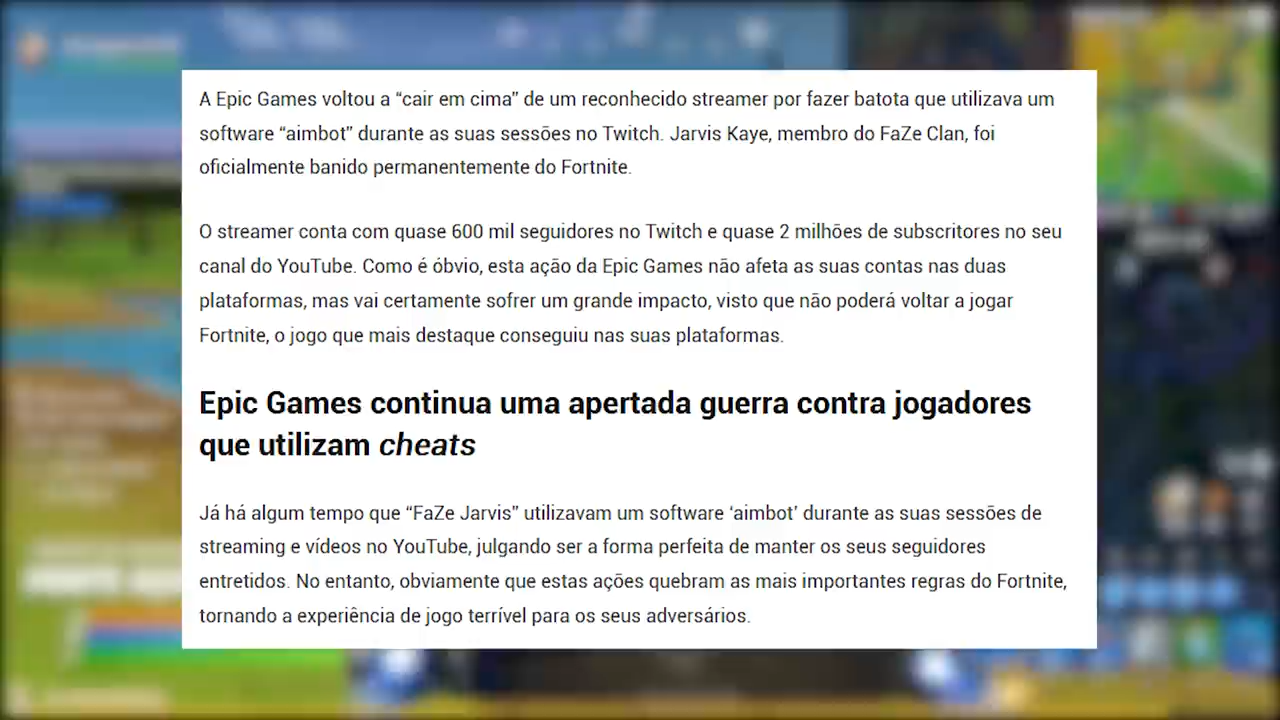 A Epic Games voltou a “cair em cima” de um reconhecido streamer por fazer batota que utilizava um
software “aimbot” durante as suas sessões no Twitch. Jarvis Kaye, membro do FaZe Clan, foi
oficialmente banido permanentemente do Fortnite.
O streamer conta com quase 600 mil seguidores no Twitch e quase 2 milhões de subscritores no seu
canal do YouTube. Como é óbvio, esta ação da Epic Games não afeta as suas contas nas duas
plataformas, mas vai certamente sofrer um grande impacto, visto que não poderá voltar a jogar
Fortnite, o jogo que mais destaque conseguiu nas suas plataformas.
Epic Games continua uma apertada guerra contra jogadores
que utilizam cheats
Já há algum tempo que “FaZe Jarvis” utilizavam um software ‘aimbot’ durante as suas sessões de
streaming e vídeos no YouTube, julgando ser a forma perfeita de manter os seus seguidores
entretidos. No entanto, obviamente que estas ações quebram as mais importantes regras do Fortnite,
tornando a experiência de jogo terrível para os seus adversários.